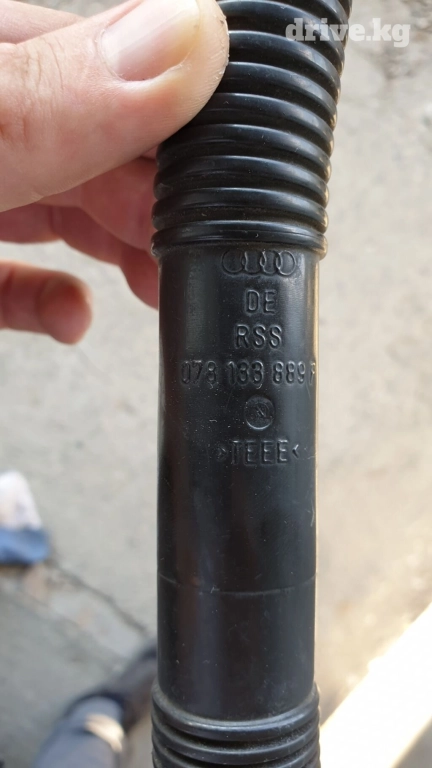 drive.kg
DE
RSS
078 133 889
>TEEE<